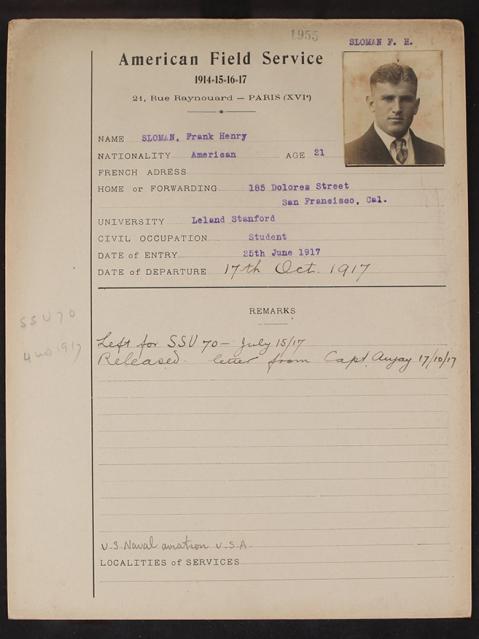 1955
SLOMAN F. H.
American Field Service
1914-15-16-17
21, Rue Raynouard — PARIS (XVIᵉ)
NAME SLOMAN, Frank Henry
NATIONALITY American AGE 21
FRENCH ADRESS
HOME or FORWARDING 185 Dolores Street
San Francisco, Cal.
UNIVERSITY Leland Stanford
CIVIL OCCUPATION Student
DATE of ENTRY 25th June 1917
DATE of DEPARTURE 17th Oct. 1917
REMARKS
SSU 70
Left for SSU 70 — July 15/17
1917
Released. letter from Capt. 17/10/17
U.S. Naval aviation U.S.A.
LOCALITIES of SERVICES